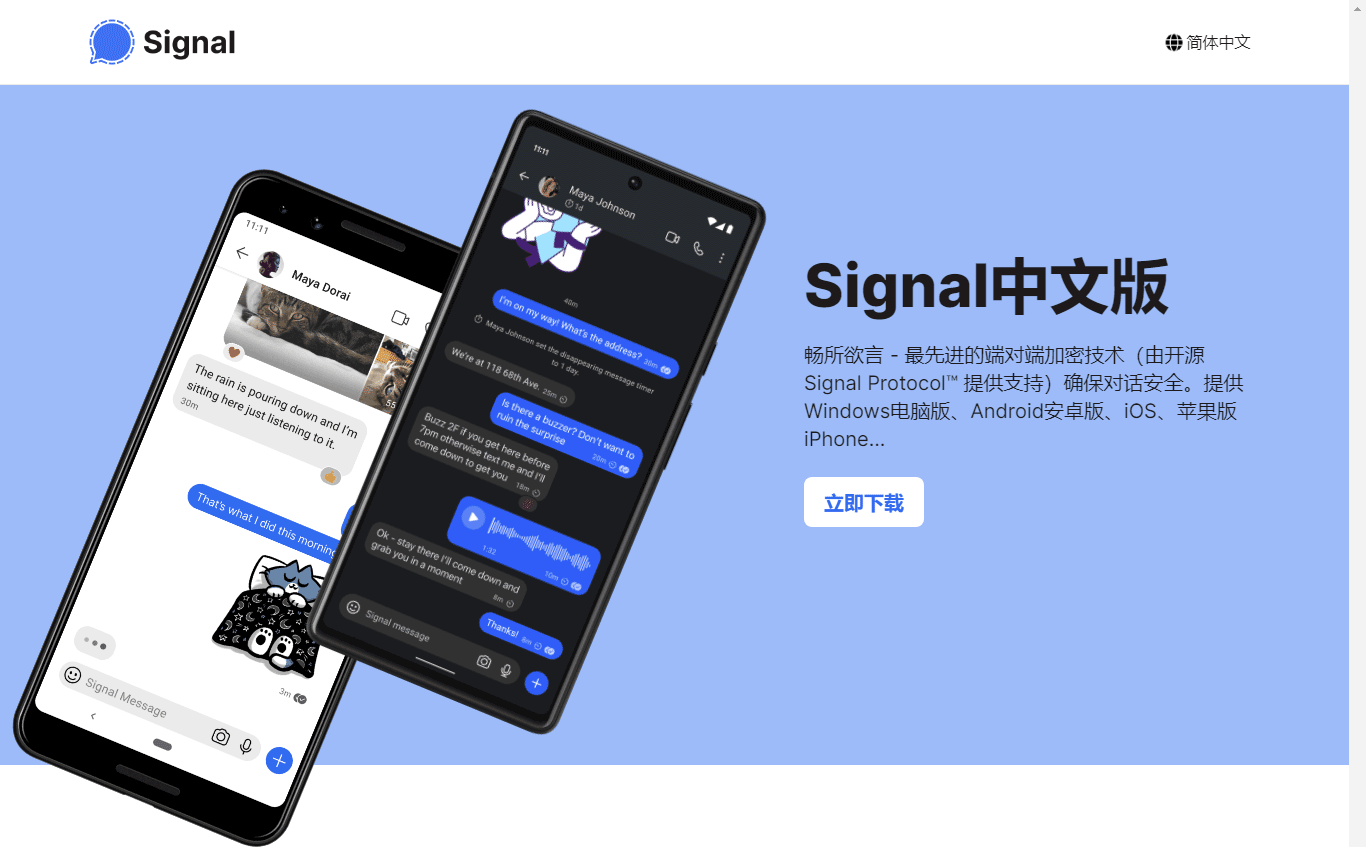 Signal
简体中文
Signal中文版
畅所欲言 - 最先进的端对端加密技术（由开源
Signal Protocol™ 提供支持）确保对话安全。提供
Windows电脑版、Android安卓版、iOS、苹果版
iPhone...
立即下载
11:11
Maya Johnson
1d
40m
I'm on my way! What's the address? 20m
Maya Johnson set the disappearing message timer
to 1 day.
We're at 118 68th Ave. 25m
Is there a buzzer? Don't want to
ruin the surprise
20m
Buzz 2F if you get here before
7pm otherwise text me and I'll
come down to get you 18m
1:32
10m
Ok - stay there I'll come down and
grab you in a moment
8m
Thanks! 8m
Signal message
11:11
Maya Dorai
55
The rain is pouring down and I'm
sitting here just listening to it.
30m
That's what I did this morning
3m
Signal Message